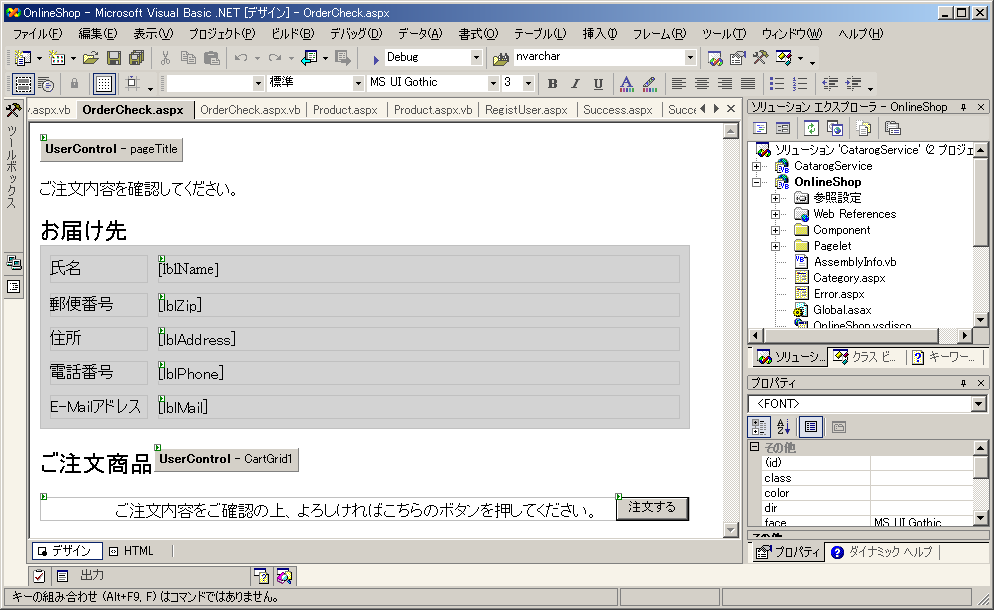 OnlineShop - Microsoft Visual Basic .NET [デザイン] - OrderCheck.aspx
ファイル(F) 編集(E) 表示(V) プロジェクト(P) ビルド(B) デバッグ(D) データ(A) 書式(O) テーブル(L) 挿入(I) フレーム(R) ツール(T) ウィンドウ(W) ヘルプ(H)
Debug nvarchar
標準 MS UI Gothic 3 B I U
y.aspx.vb OrderCheck.aspx OrderCheck.aspx.vb Product.aspx Product.aspx.vb RegistUser.aspx Success.aspx Succe
ツールボックス
UserControl - pageTitle
ご注文内容を確認してください。
お届け先
氏名 [lblName]
郵便番号 [lblZip]
住所 [lblAddress]
電話番号 [lblPhone]
E-Mailアドレス [lblMail]
ご注文商品 UserControl - CartGrid1
ご注文内容をご確認の上、よろしければこちらのボタンを押してください。 注文する
デザイン HTML
出力
キーの組み合わせ (Alt+F9, F) はコマンドではありません。
ソリューション エクスプローラ - OnlineShop
ソリューション 'CatarogService' (2 プロジェ
CatarogService
OnlineShop
参照設定
Web References
Component
Pagelet
AssemblyInfo.vb
Category.aspx
Error.aspx
Global.asax
OnlineShop.vsdisco
ソリューシ... クラス ビ... キーワー...
プロパティ
<FONT>
その他
(id)
class
color
dir
face MS UI Gothic
その他
プロパティ ダイナミック ヘルプ